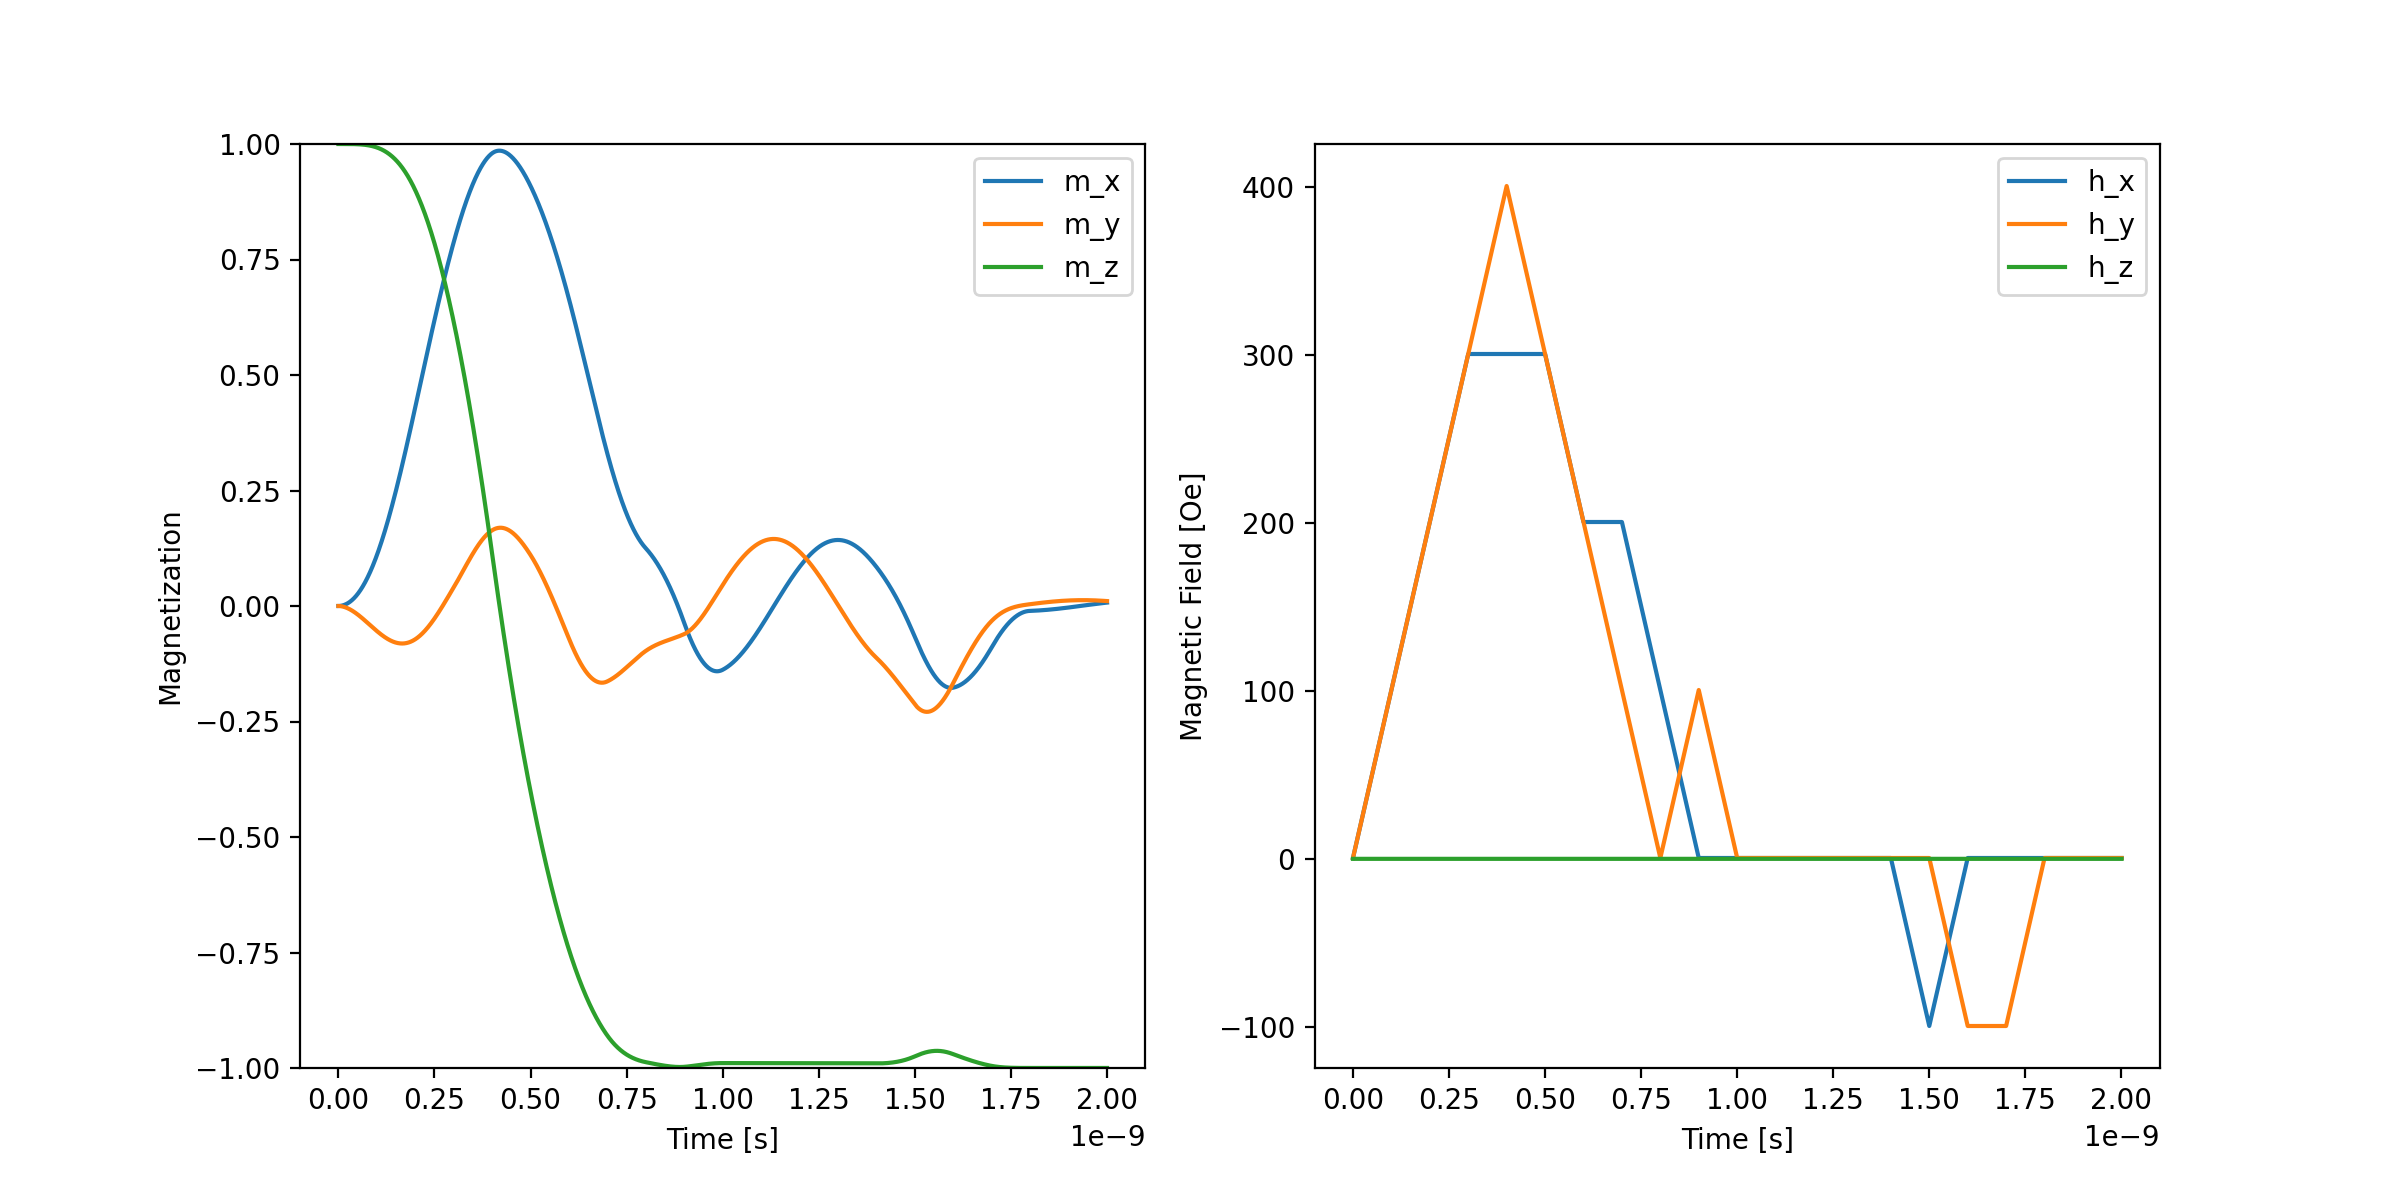 1.00
0.75
0.50
0.25
0.00
−0.25
−0.50
−0.75
−1.00
Magnetization
m_x
m_y
m_z
0.00 0.25 0.50 0.75 1.00 1.25 1.50 1.75 2.00
Time [s]
1e−9
400
300
200
100
0
−100
Magnetic Field [Oe]
h_x
h_y
h_z
0.00 0.25 0.50 0.75 1.00 1.25 1.50 1.75 2.00
Time [s]
1e−9